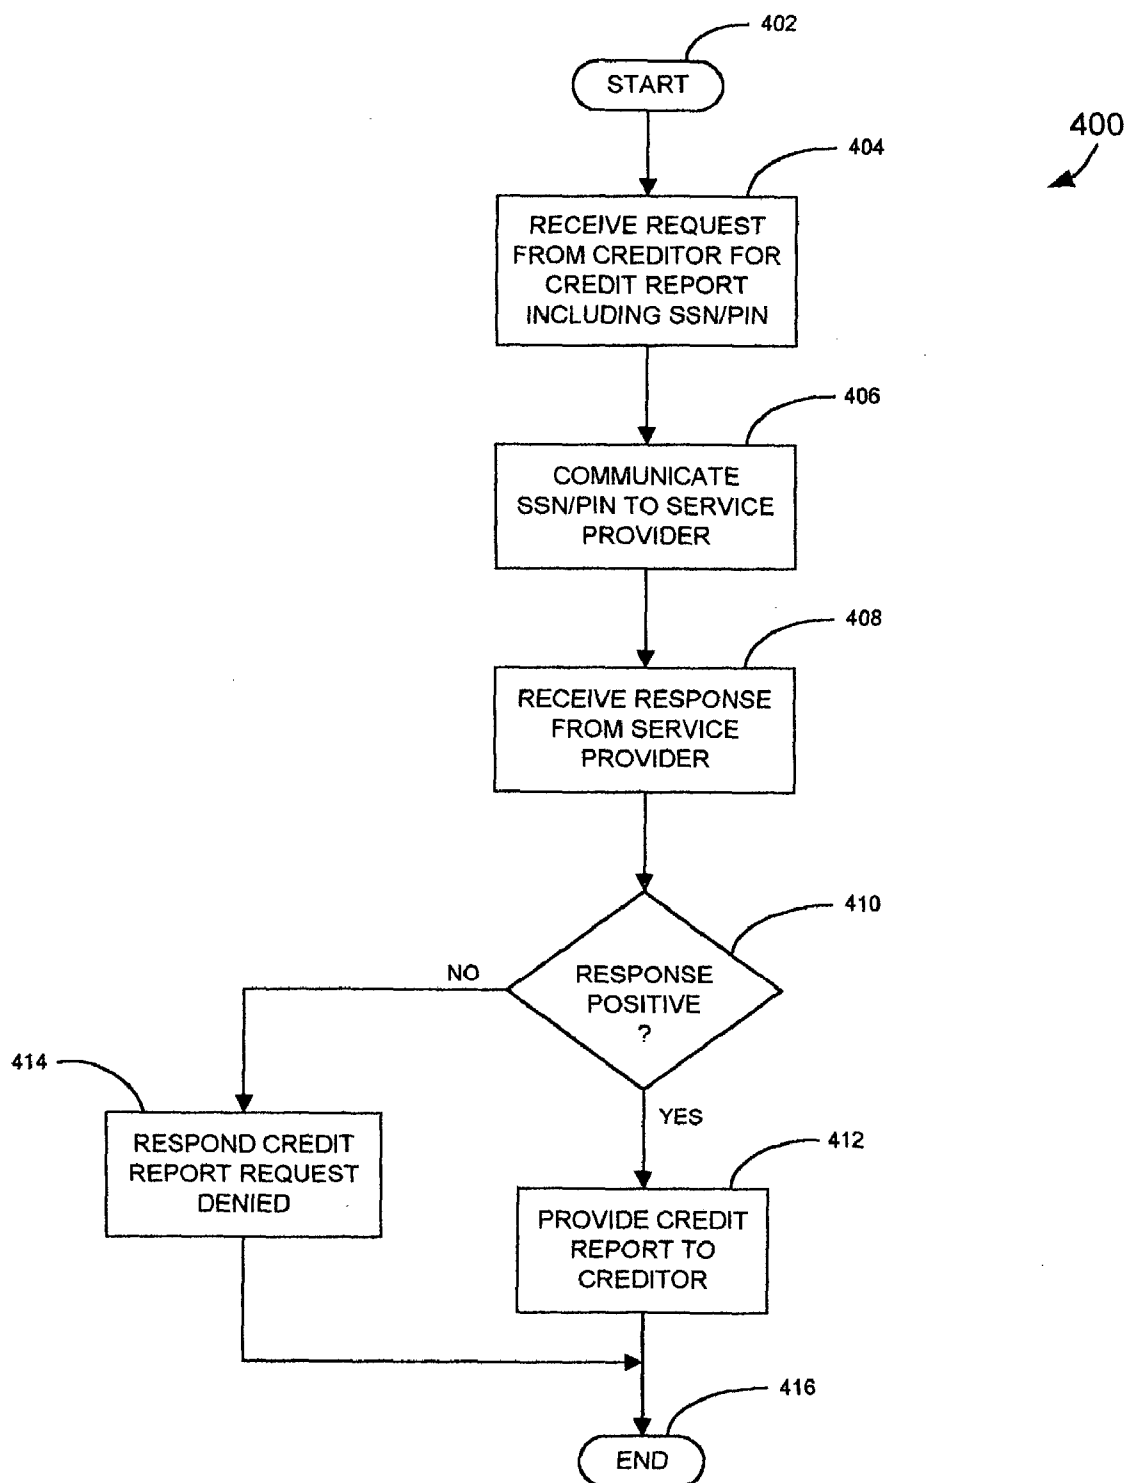 402
START
400
404
RECEIVE REQUEST
FROM CREDITOR FOR
CREDIT REPORT
INCLUDING SSN/PIN
406
COMMUNICATE
SSN/PIN TO SERVICE
PROVIDER
408
RECEIVE RESPONSE
FROM SERVICE
PROVIDER
410
RESPONSE
POSITIVE
?
NO
YES
414
RESPOND CREDIT
REPORT REQUEST
DENIED
412
PROVIDE CREDIT
REPORT TO
CREDITOR
416
END